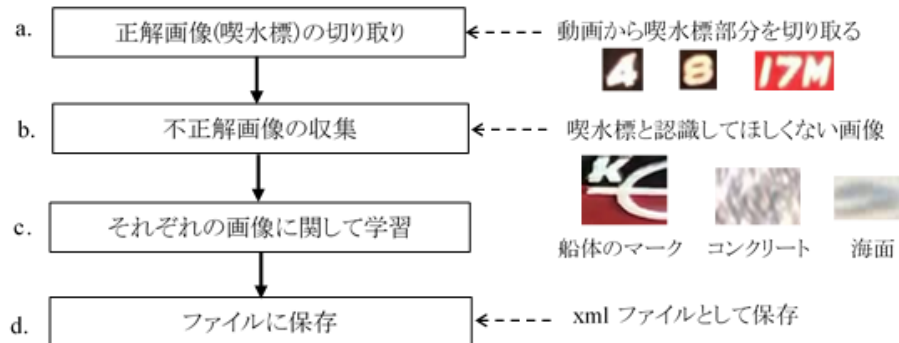 a. 正解画像(喫水標)の切り取り 動画から喫水標部分を切り取る
4 8 17M
b. 不正解画像の収集 喫水標と認識してほしくない画像
K
c. それぞれの画像に関して学習
船体のマーク コンクリート 海面
d. ファイルに保存 xml ファイルとして保存